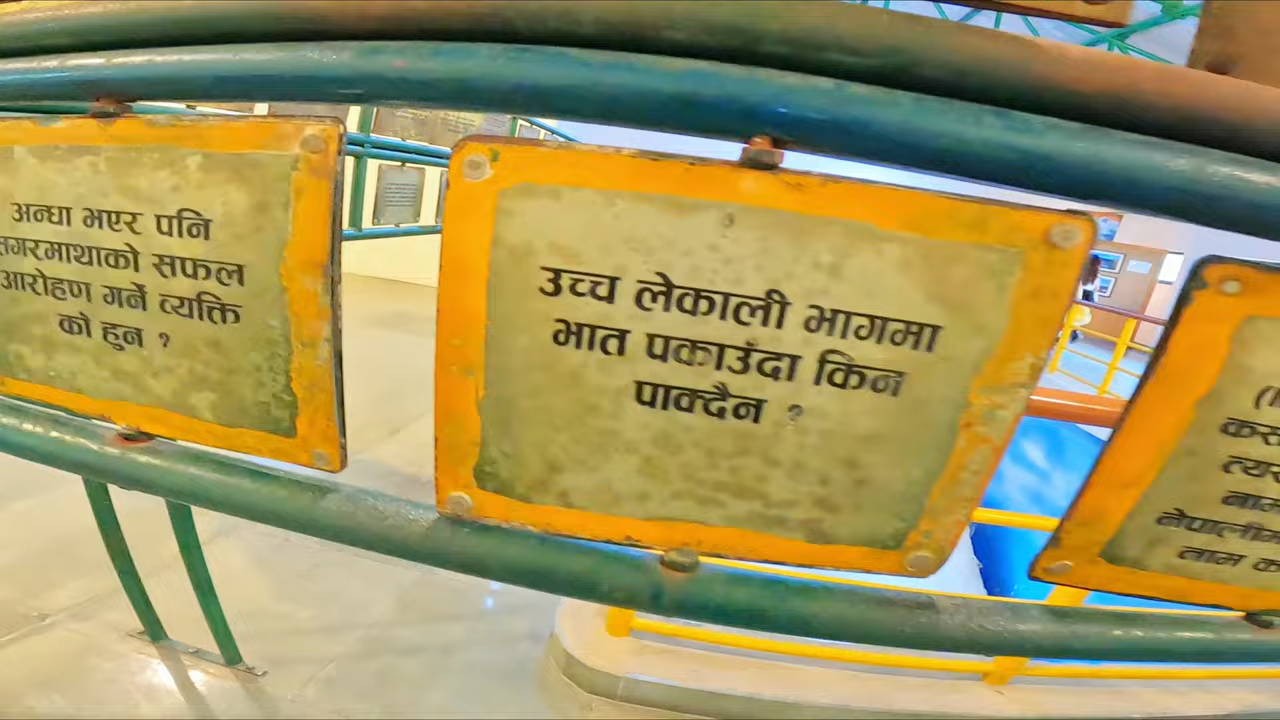 अन्धा भएर पनि
सगरमाथाको सफल
आरोहण गर्ने व्यक्ति
को हुन ?
उच्च लेकाली भागमा
भात पकाउँदा किन
पाक्दैन ?
नेपालीमा
नाम